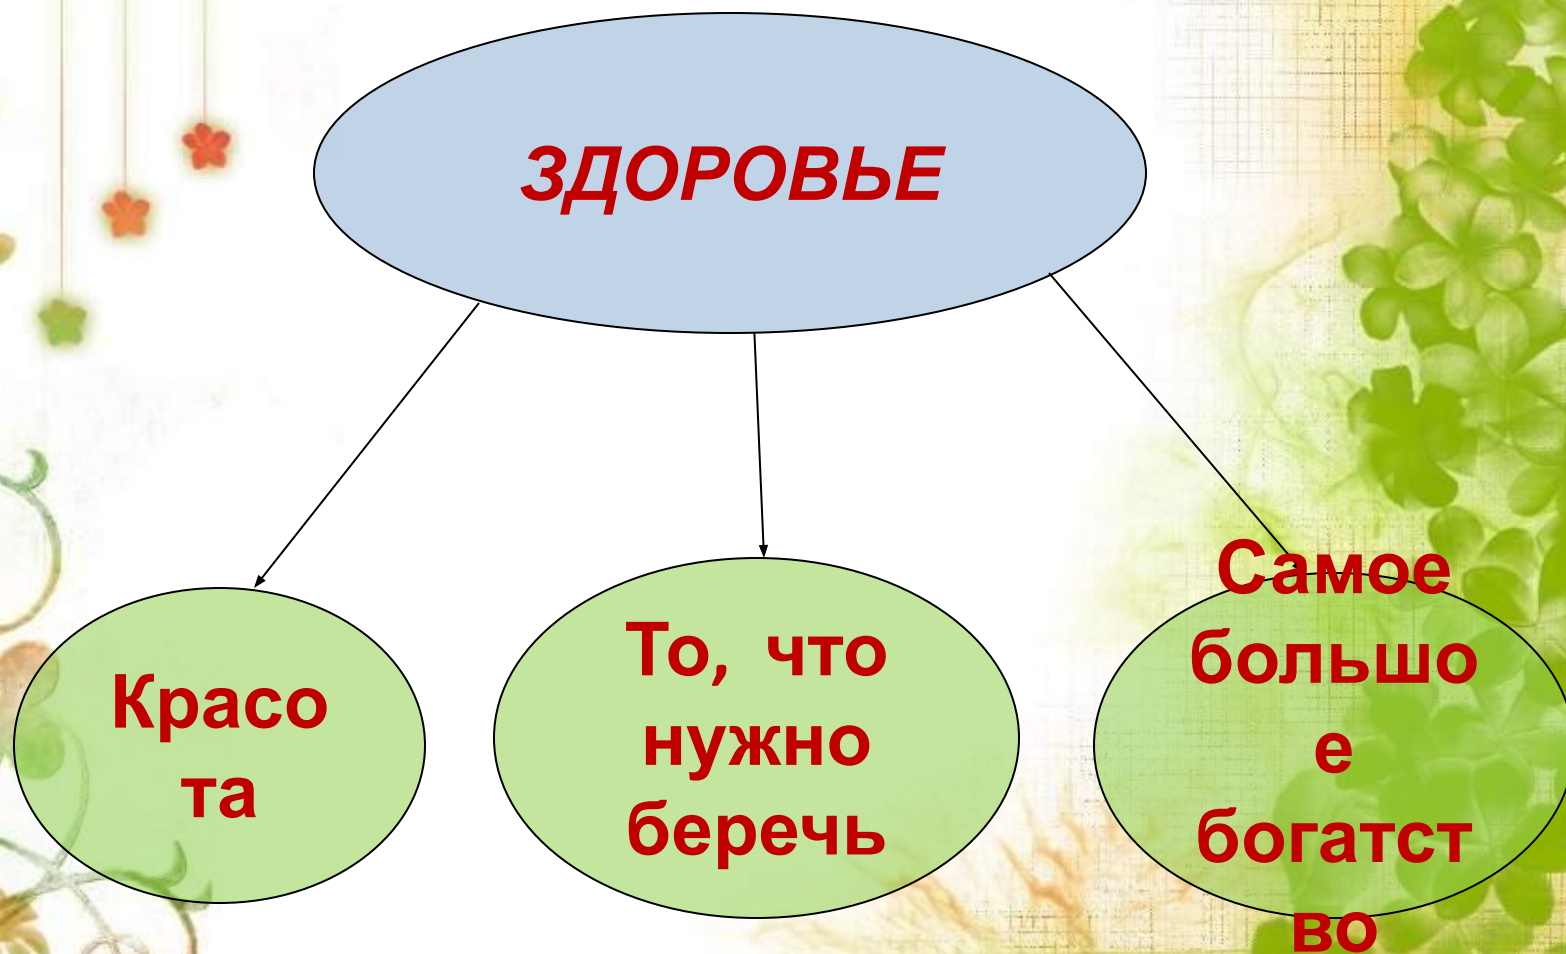 ЗДОРОВЬЕ
Красо
та
То, что
нужно
беречь
Самое
большо
е
богатст
во